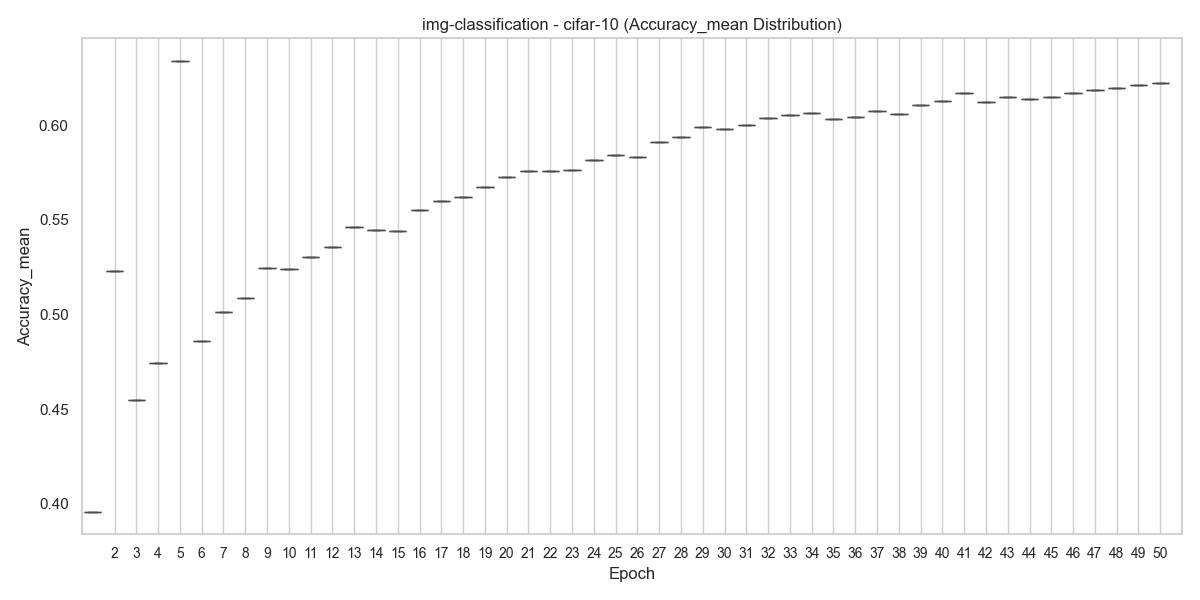 img-classification - cifar-10 (Accuracy_mean Distribution)
Accuracy_mean
0.60
0.55
0.50
0.45
0.40
2 3 4 5 6 7 8 9 10 11 12 13 14 15 16 17 18 19 20 21 22 23 24 25 26 27 28 29 30 31 32 33 34 35 36 37 38 39 40 41 42 43 44 45 46 47 48 49 50
Epoch